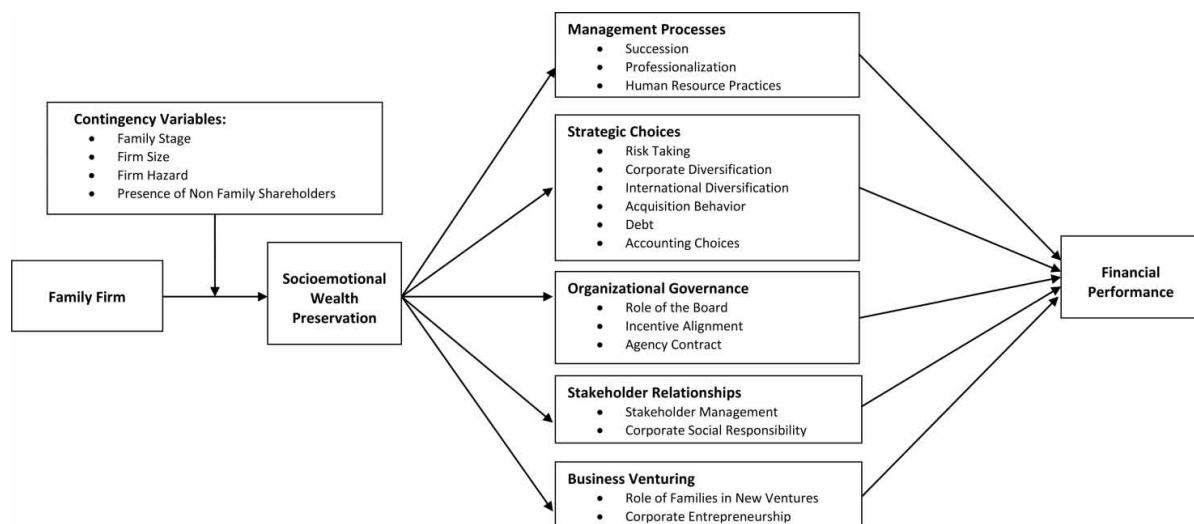 Contingency Variables:
• Family Stage
• Firm Size
• Firm Hazard
• Presence of Non Family Shareholders
Family Firm
Socioemotional
Wealth
Preservation
Management Processes
• Succession
• Professionalization
• Human Resource Practices
Strategic Choices
• Risk Taking
• Corporate Diversification
• International Diversification
• Acquisition Behavior
• Debt
• Accounting Choices
Organizational Governance
• Role of the Board
• Incentive Alignment
• Agency Contract
Stakeholder Relationships
• Stakeholder Management
• Corporate Social Responsibility
Business Venturing
• Role of Families in New Ventures
• Corporate Entrepreneurship
Financial
Performance